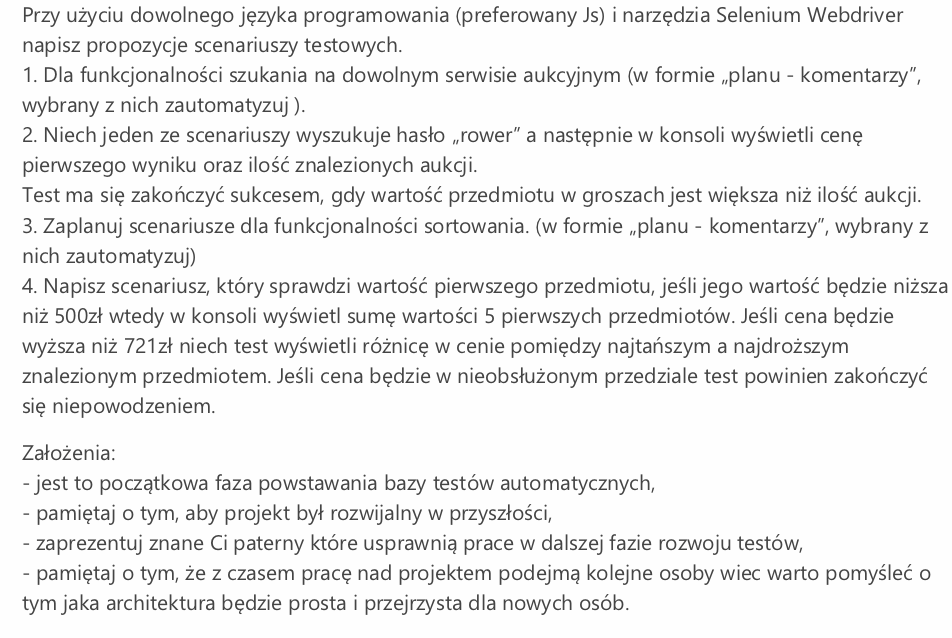 Przy użyciu dowolnego języka programowania (preferowany Js) i narzędzia Selenium Webdriver
napisz propozycje scenariuszy testowych.
1. Dla funkcjonalności szukania na dowolnym serwisie aukcyjnym (w formie „planu - komentarzy”,
wybrany z nich zautomatyzuj ).
2. Niech jeden ze scenariuszy wyszukuje hasło „rower” a następnie w konsoli wyświetli cenę
pierwszego wyniku oraz ilość znalezionych aukcji.
Test ma się zakończyć sukcesem, gdy wartość przedmiotu w groszach jest większa niż ilość aukcji.
3. Zaplanuj scenariusze dla funkcjonalności sortowania. (w formie „planu - komentarzy”, wybrany z
nich zautomatyzuj)
4. Napisz scenariusz, który sprawdzi wartość pierwszego przedmiotu, jeśli jego wartość będzie niższa
niż 500zł wtedy w konsoli wyświetl sumę wartości 5 pierwszych przedmiotów. Jeśli cena będzie
wyższa niż 721zł niech test wyświetli różnicę w cenie pomiędzy najtańszym a najdroższym
znalezionym przedmiotem. Jeśli cena będzie w nieobsłużonym przedziale test powinien zakończyć
się niepowodzeniem.
Założenia:
- jest to początkowa faza powstawania bazy testów automatycznych,
- pamiętaj o tym, aby projekt był rozwijalny w przyszłości,
- zaprezentuj znane Ci paterny które usprawnią prace w dalszej fazie rozwoju testów,
- pamiętaj o tym, że z czasem pracę nad projektem podejmą kolejne osoby wiec warto pomyśleć o
tym jaka architektura będzie prosta i przejrzysta dla nowych osób.